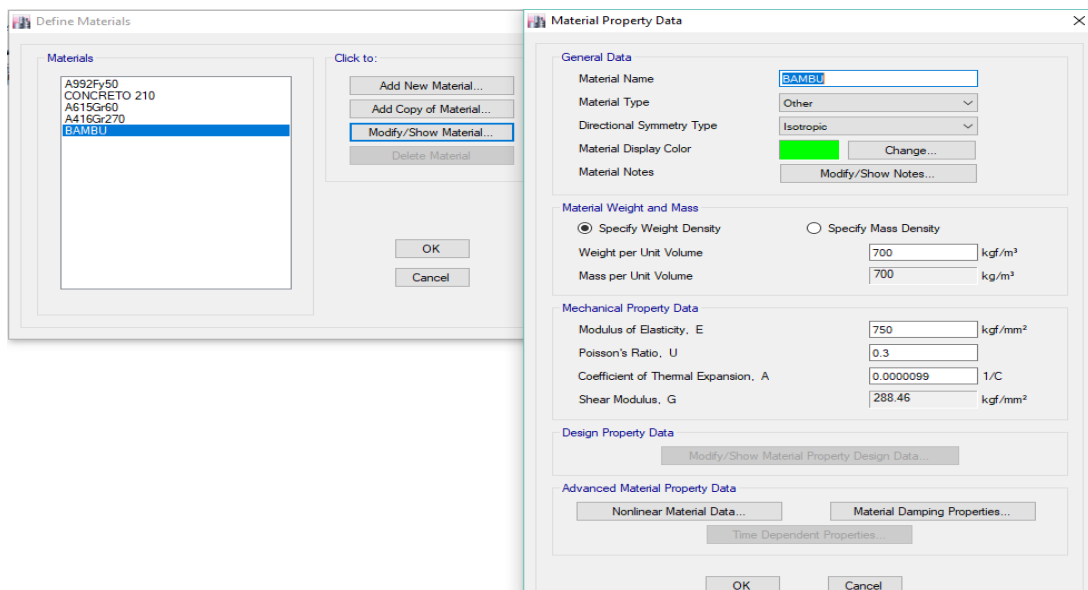 Define Materials
Materials
A992Fy50
CONCRETO 210
A615Gr60
A416Gr270
BAMBU
Click to:
Add New Material...
Add Copy of Material...
Modify/Show Material...
Delete Material
OK
Cancel
Material Property Data
General Data
Material Name BAMBU
Material Type Other
Directional Symmetry Type Isotropic
Material Display Color Change...
Material Notes Modify/Show Notes...
Material Weight and Mass
Specify Weight Density Specify Mass Density
Weight per Unit Volume 700 kgf/m³
Mass per Unit Volume 700 kg/m³
Mechanical Property Data
Modulus of Elasticity, E 750 kgf/mm²
Poisson's Ratio, U 0.3
Coefficient of Thermal Expansion, A 0.0000099 1/C
Shear Modulus, G 288.46 kgf/mm²
Design Property Data
Modify/Show Material Property Design Data...
Advanced Material Property Data
Nonlinear Material Data... Material Damping Properties...
Time Dependent Properties...
OK Cancel